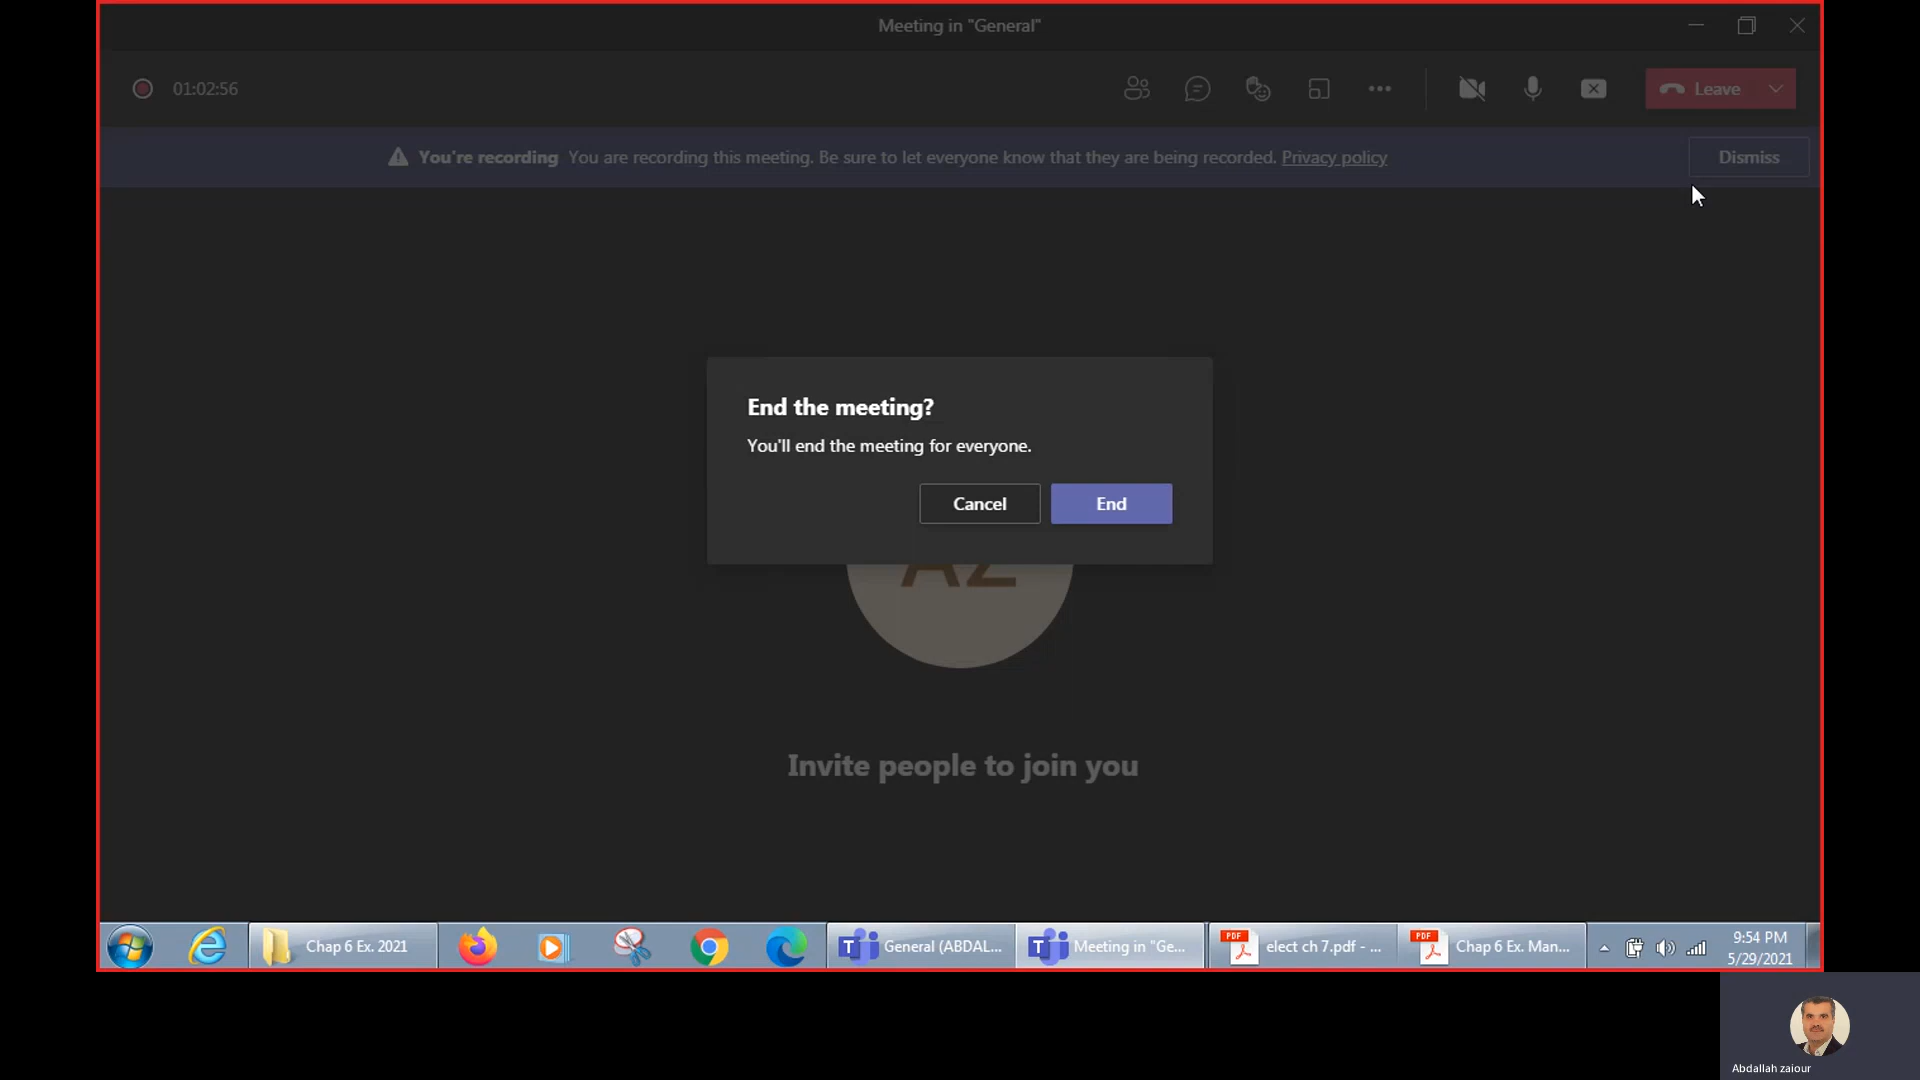 Meeting in "General"
01:02:56
Leave
You're recording You are recording this meeting. Be sure to let everyone know that they are being recorded. Privacy policy
Dismiss
End the meeting?
You'll end the meeting for everyone.
Cancel
End
AZ
Invite people to join you
Chap 6 Ex. 2021
General (ABDAL...
Meeting in "Ge...
elect ch 7.pdf - ...
Chap 6 Ex. Man...
9:54 PM
5/29/2021
Abdallah zaiour